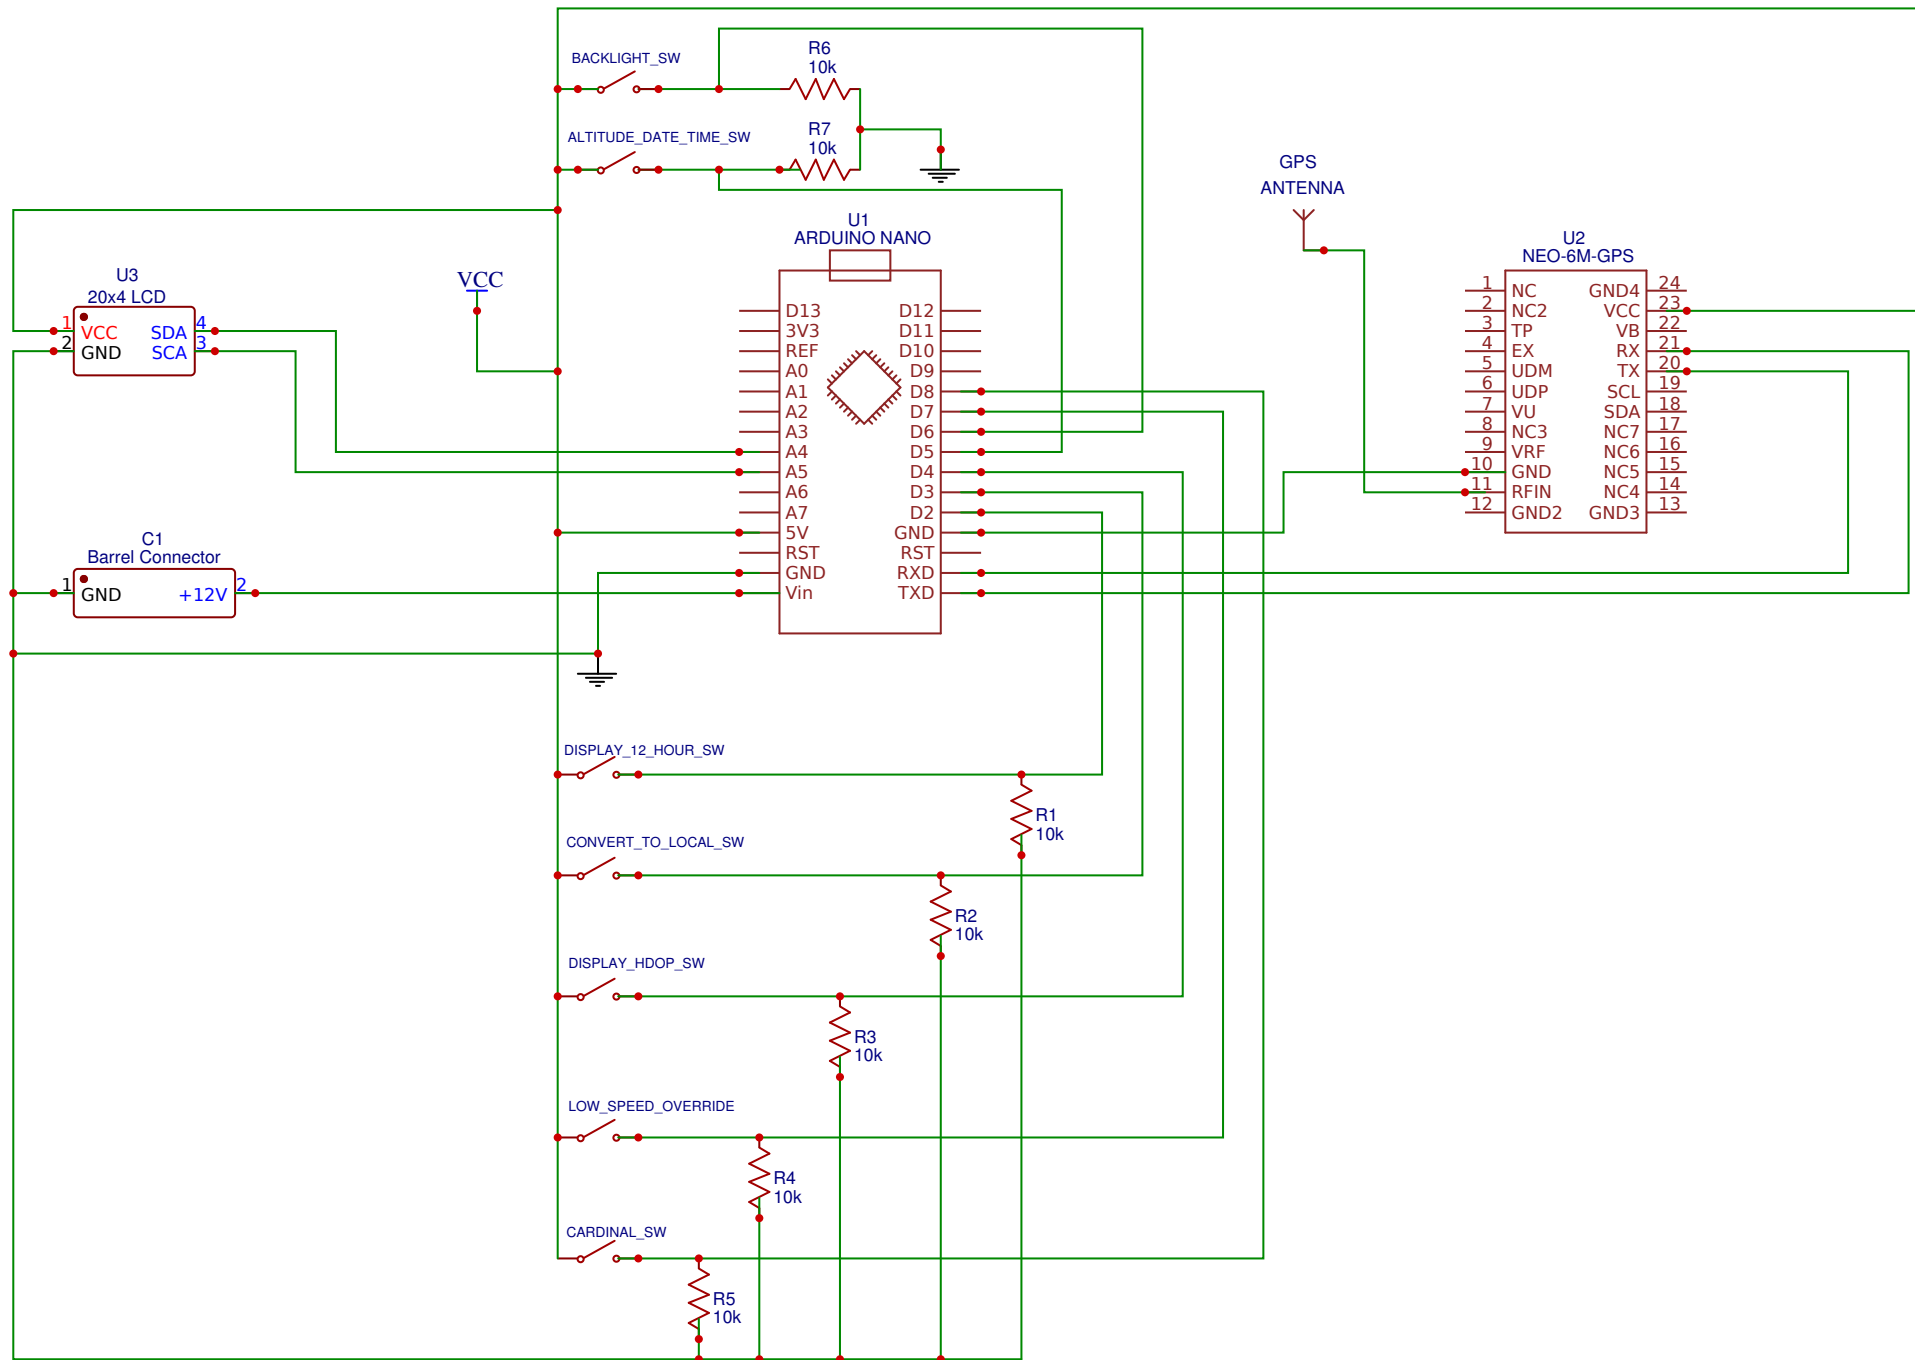 BACKLIGHT_SW
R6
10k
ALTITUDE_DATE_TIME_SW
R7
10k
GPS
ANTENNA
U1
ARDUINO NANO
U2
NEO-6M-GPS
U3
20x4 LCD
1 VCC SDA 4
2 GND SCA 3
VCC
D13 D12
3V3 D11
REF D10
A0 D9
A1 D8
A2 D7
A3 D6
A4 D5
A5 D4
A6 D3
A7 D2
5V GND
RST RST
GND RXD
Vin TXD
1 NC GND4 24
2 NC2 VCC 23
3 TP VB 22
4 EX RX 21
5 UDM TX 20
6 UDP SCL 19
7 VU SDA 18
8 NC3 NC7 17
9 VRF NC6 16
10 GND NC5 15
11 RFIN NC4 14
12 GND2 GND3 13
C1
Barrel Connector
1 GND +12V 2
DISPLAY_12_HOUR_SW
R1
10k
CONVERT_TO_LOCAL_SW
R2
10k
DISPLAY_HDOP_SW
R3
10k
LOW_SPEED_OVERRIDE
R4
10k
CARDINAL_SW
R5
10k